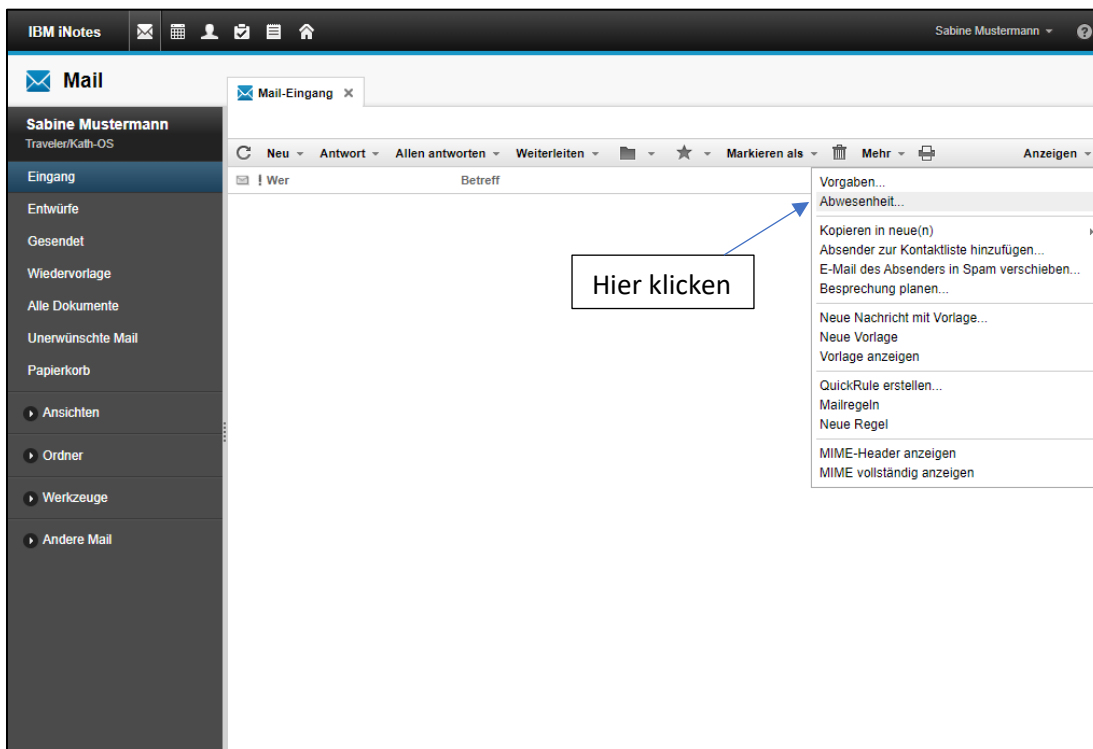 IBM iNotes
Sabine Mustermann
Mail
Mail-Eingang
Sabine Mustermann
Traveler/Kath-OS
Neu Antwort Allen antworten Weiterleiten Markieren als Mehr Anzeigen
! Wer Betreff
Eingang
Entwürfe
Gesendet
Wiedervorlage
Alle Dokumente
Unerwünschte Mail
Papierkorb
Ansichten
Ordner
Werkzeuge
Andere Mail
Hier klicken
Vorgaben...
Abwesenheit...
Kopieren in neue(n)
Absender zur Kontaktliste hinzufügen...
E-Mail des Absenders in Spam verschieben...
Besprechung planen...
Neue Nachricht mit Vorlage...
Neue Vorlage
Vorlage anzeigen
QuickRule erstellen...
Mailregeln
Neue Regel
MIME-Header anzeigen
MIME vollständig anzeigen